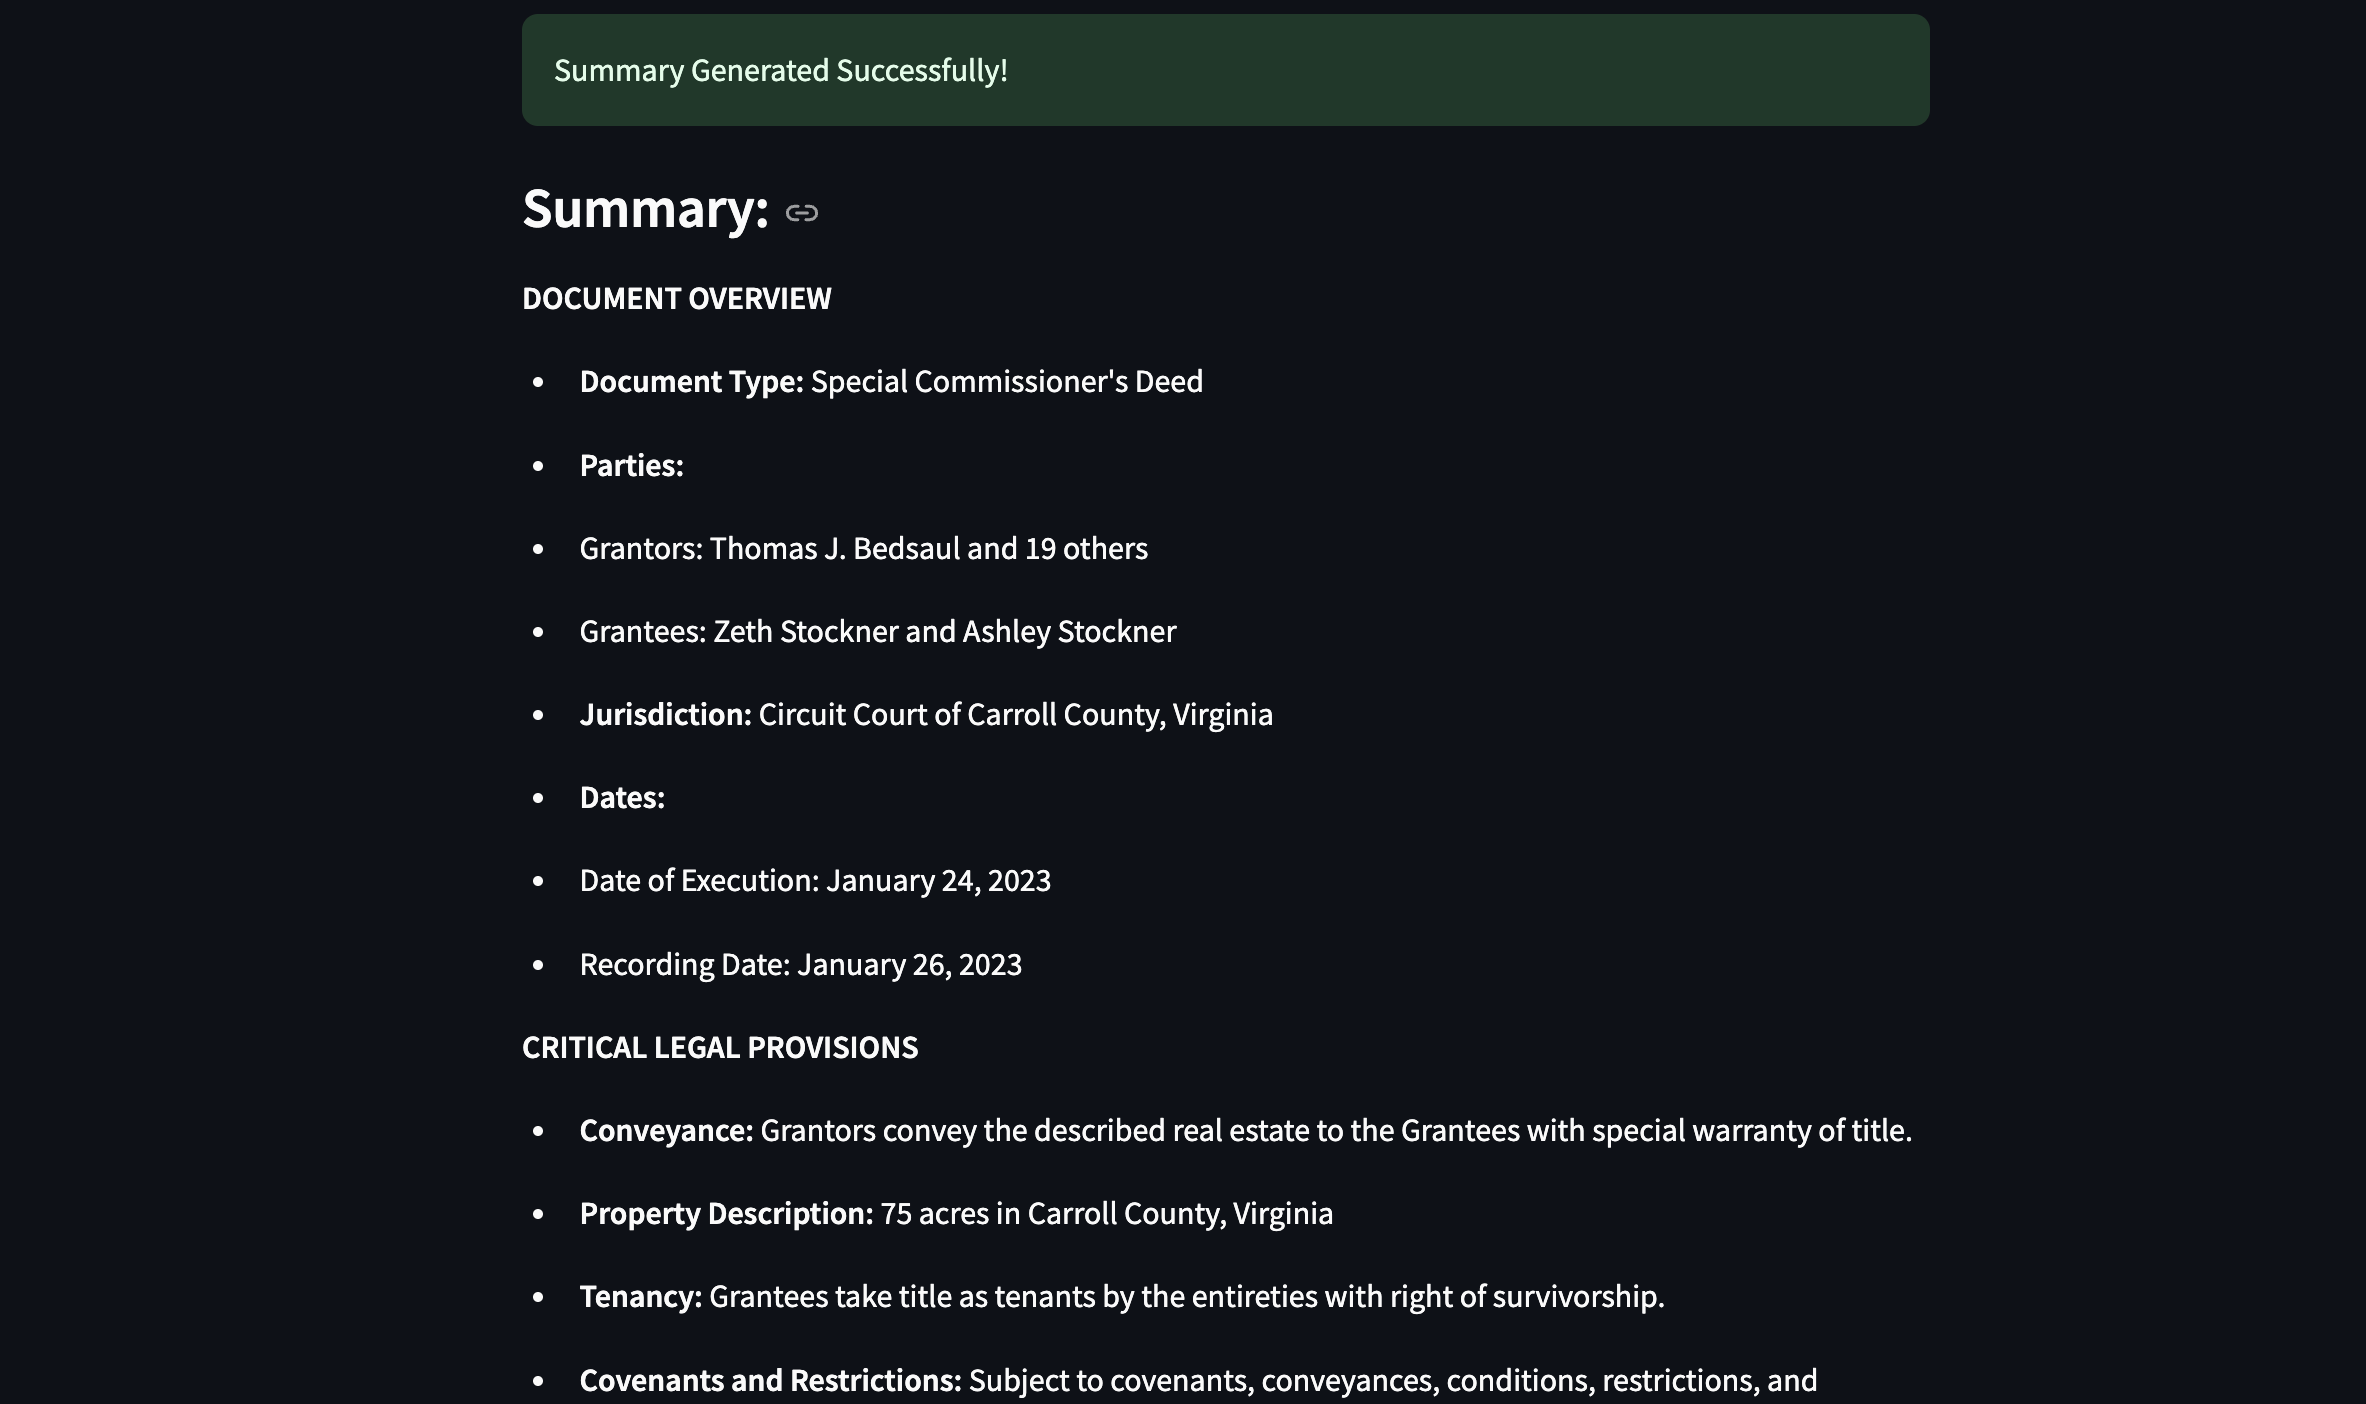 Summary Generated Successfully!
Summary:
DOCUMENT OVERVIEW
• Document Type: Special Commissioner's Deed
• Parties:
• Grantors: Thomas J. Bedsaul and 19 others
• Grantees: Zeth Stockner and Ashley Stockner
• Jurisdiction: Circuit Court of Carroll County, Virginia
• Dates:
• Date of Execution: January 24, 2023
• Recording Date: January 26, 2023
CRITICAL LEGAL PROVISIONS
• Conveyance: Grantors convey the described real estate to the Grantees with special warranty of title.
• Property Description: 75 acres in Carroll County, Virginia
• Tenancy: Grantees take title as tenants by the entireties with right of survivorship.
• Covenants and Restrictions: Subject to covenants, conveyances, conditions, restrictions, and